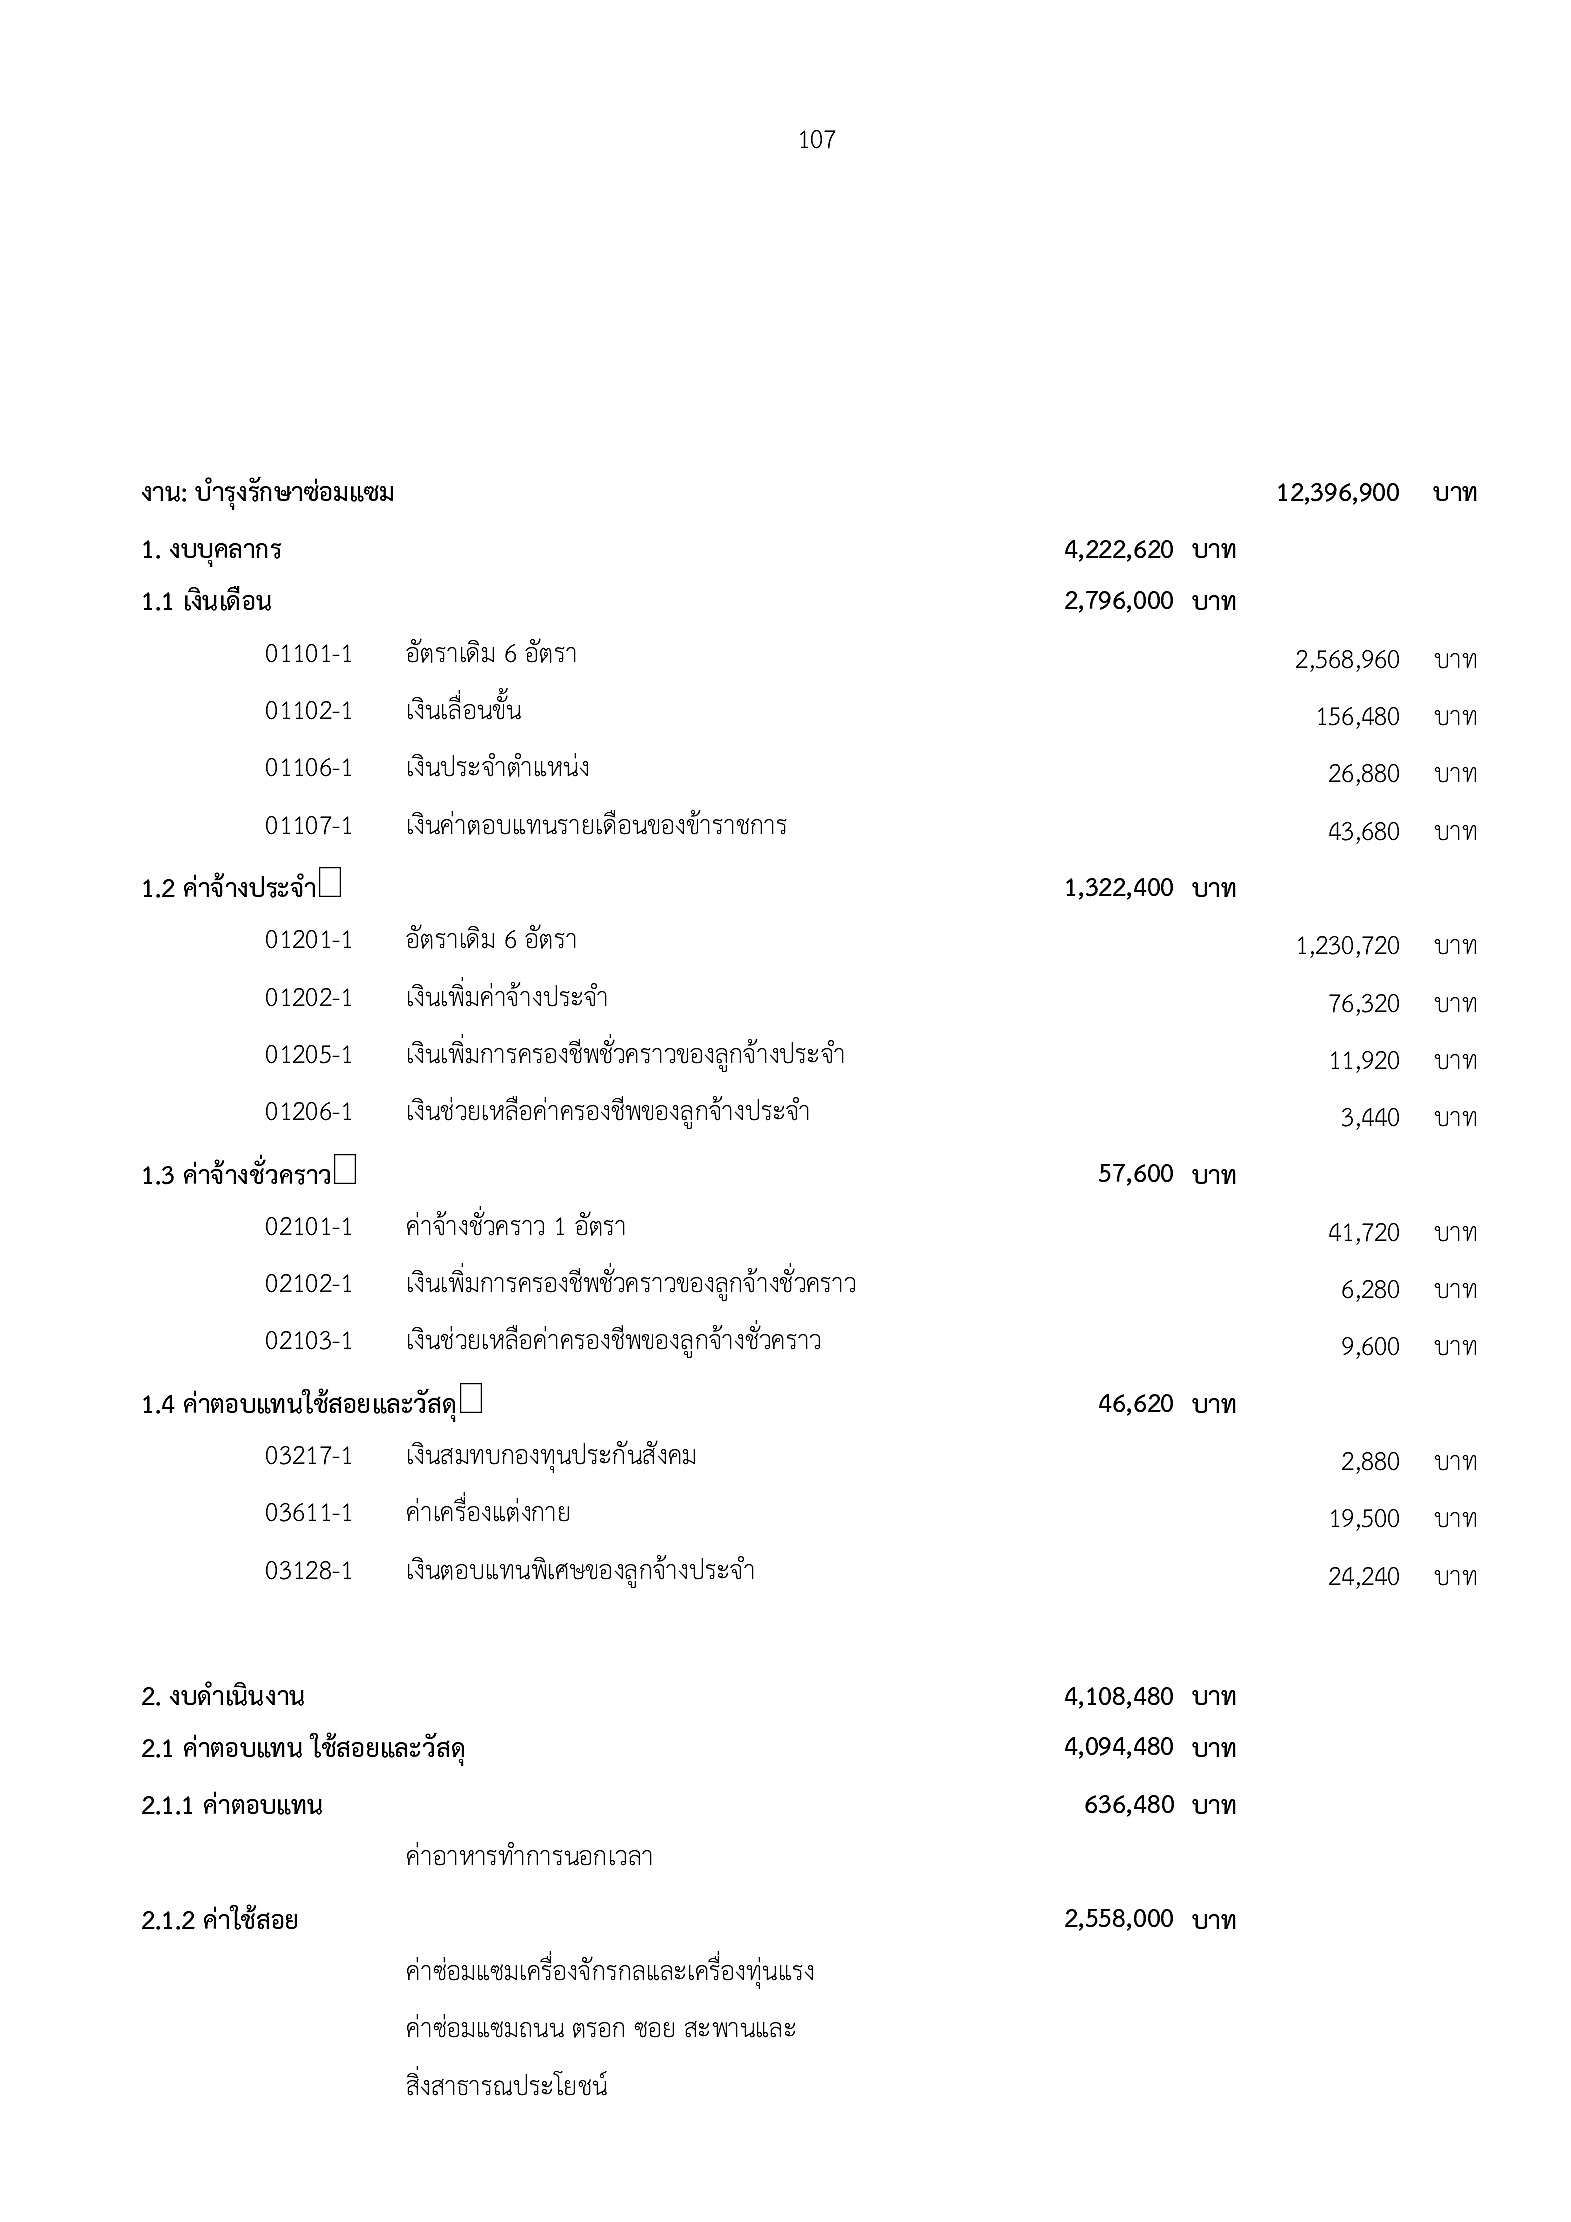 107
งาน: บำรุงรักษาซ่อมแซม 12,396,900 บาท
1. งบบุคลากร 4,222,620 บาท
1.1 เงินเดือน 2,796,000 บาท
01101-1 อัตราเดิม 6 อัตรา 2,568,960 บาท
01102-1 เงินเลื่อนขั้น 156,480 บาท
01106-1 เงินประจำตำแหน่ง 26,880 บาท
01107-1 เงินค่าตอบแทนรายเดือนของข้าราชการ 43,680 บาท
1.2 ค่าจ้างประจำ 1,322,400 บาท
01201-1 อัตราเดิม 6 อัตรา 1,230,720 บาท
01202-1 เงินเพิ่มค่าจ้างประจำ 76,320 บาท
01205-1 เงินเพิ่มการครองชีพชั่วคราวของลูกจ้างประจำ 11,920 บาท
01206-1 เงินช่วยเหลือค่าครองชีพของลูกจ้างประจำ 3,440 บาท
1.3 ค่าจ้างชั่วคราว 57,600 บาท
02101-1 ค่าจ้างชั่วคราว 1 อัตรา 41,720 บาท
02102-1 เงินเพิ่มการครองชีพชั่วคราวของลูกจ้างชั่วคราว 6,280 บาท
02103-1 เงินช่วยเหลือค่าครองชีพของลูกจ้างชั่วคราว 9,600 บาท
1.4 ค่าตอบแทนใช้สอยและวัสดุ 46,620 บาท
03217-1 เงินสมทบกองทุนประกันสังคม 2,880 บาท
03611-1 ค่าเครื่องแต่งกาย 19,500 บาท
03128-1 เงินตอบแทนพิเศษของลูกจ้างประจำ 24,240 บาท
2. งบดำเนินงาน 4,108,480 บาท
2.1 ค่าตอบแทน ใช้สอยและวัสดุ 4,094,480 บาท
2.1.1 ค่าตอบแทน 636,480 บาท
ค่าอาหารทำการนอกเวลา
2.1.2 ค่าใช้สอย 2,558,000 บาท
ค่าซ่อมแซมเครื่องจักรกลและเครื่องทุ่นแรง
ค่าซ่อมแซมถนน ตรอก ซอย สะพานและ
สิ่งสาธารณประโยชน์